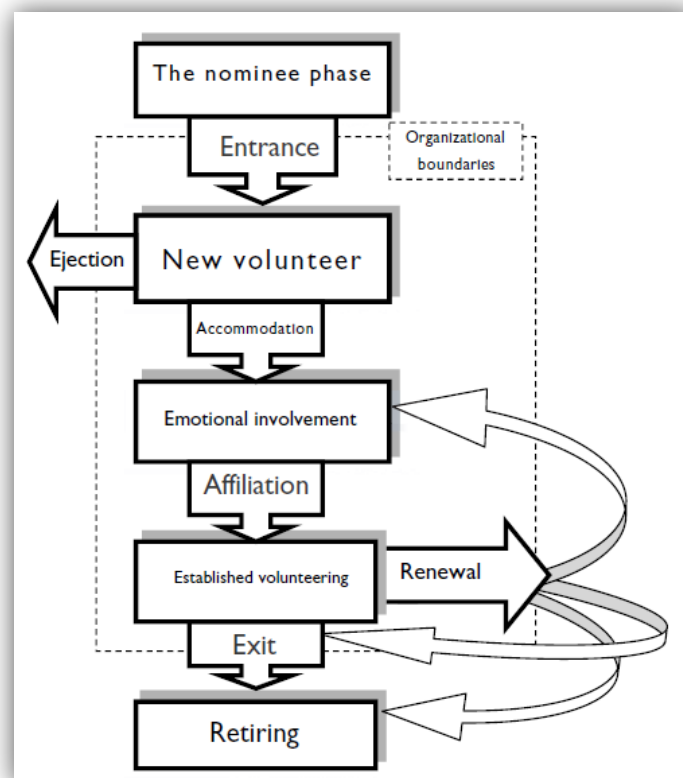 The nominee phase
Entrance
Organizational
boundaries
Ejection
New volunteer
Accommodation
Emotional involvement
Affiliation
Established volunteering
Renewal
Exit
Retiring